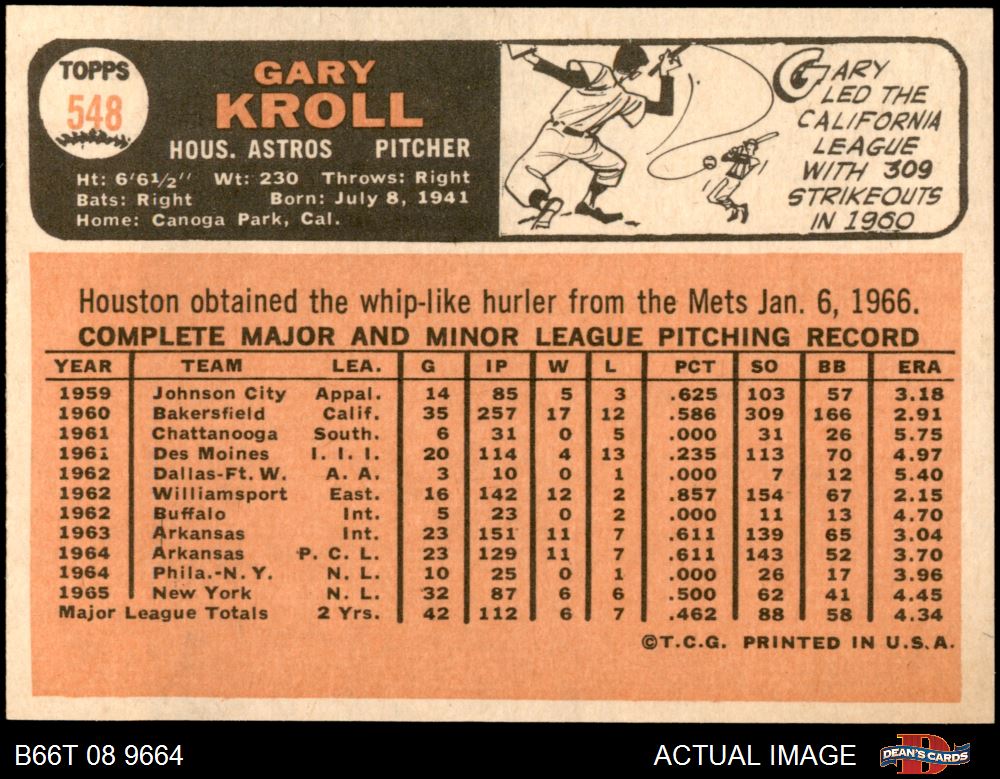 TOPPS
548
GARY
KROLL
HOUS. ASTROS PITCHER
Ht: 6'6½" Wt: 230 Throws: Right
Bats: Right Born: July 8, 1941
Home: Canoga Park, Cal.
GARY
LED THE
CALIFORNIA
LEAGUE
WITH 309
STRIKEOUTS
IN 1960
Houston obtained the whip-like hurler from the Mets Jan. 6, 1966.
COMPLETE MAJOR AND MINOR LEAGUE PITCHING RECORD
YEAR TEAM LEA. G IP W L PCT SO BB ERA
1959 Johnson City Appal. 14 85 5 3 .625 103 57 3.18
1960 Bakersfield Calif. 35 257 17 12 .586 309 166 2.91
1961 Chattanooga South. 6 31 0 5 .000 31 26 5.75
1961 Des Moines I. I. I. 20 114 4 13 .235 113 70 4.97
1962 Dallas-Ft. W. A. A. 3 10 0 1 .000 7 12 5.40
1962 Williamsport East. 16 142 12 2 .857 154 67 2.15
1962 Buffalo Int. 5 23 0 2 .000 11 13 4.70
1963 Arkansas Int. 23 151 11 7 .611 139 65 3.04
1964 Arkansas P. C. L. 23 129 11 7 .611 143 52 3.70
1964 Phila.-N. Y. N. L. 10 25 0 1 .000 26 17 3.96
1965 New York N. L. 32 87 6 6 .500 62 41 4.45
Major League Totals 2 Yrs. 42 112 6 7 .462 88 58 4.34
©T.C.G. PRINTED IN U.S.A.
B66T 08 9664 ACTUAL IMAGE DEAN'S CARDS